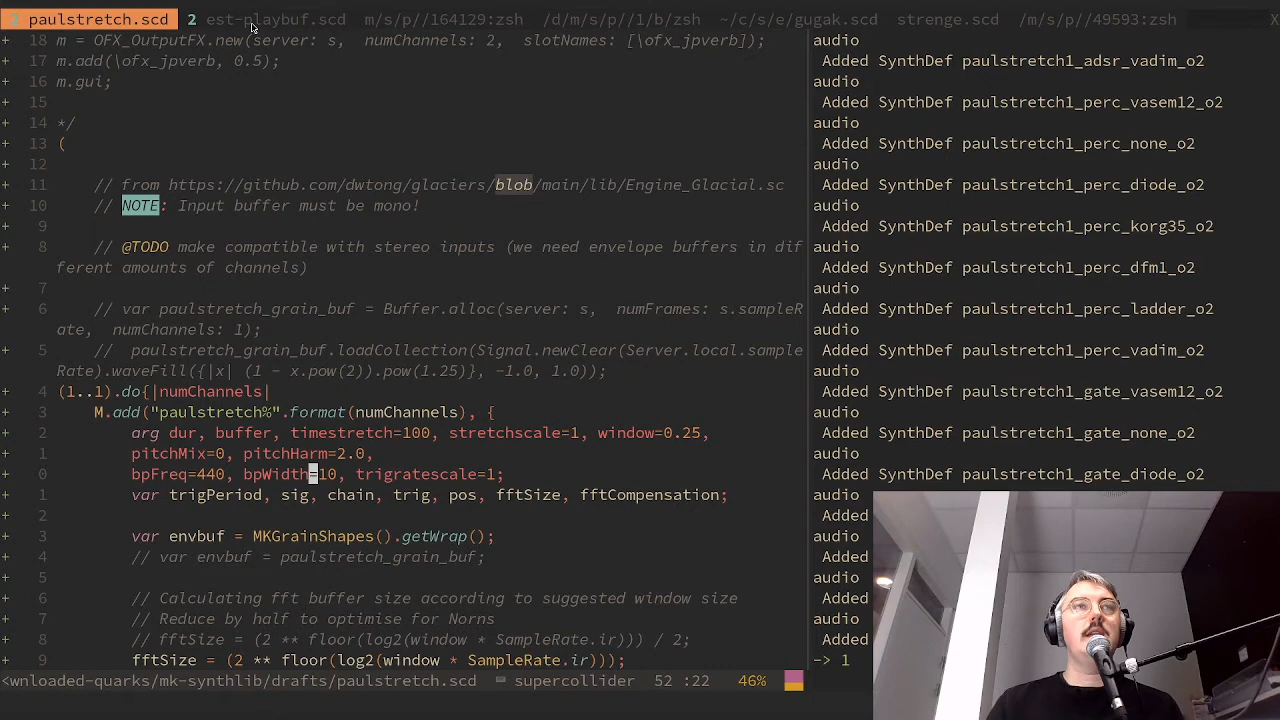 paulstretch.scd 2 est-playbuf.scd m/s/p//164129:zsh /d/m/s/p//1/b/zsh ~/c/s/e/gugak.scd strenge.scd m/s/p//49593:zsh X
+ 18 m = OFX_OutputFX.new(server: s, numChannels: 2, slotNames: [\ofx_jpverb]);
+ 17 m.add(\ofx_jpverb, 0.5);
+ 16 m.gui;
+ 15
+ 14 */
+ 13 (
+ 12
+ 11 // from https://github.com/dwtong/glaciers/blob/main/lib/Engine_Glacial.sc
+ 10 // NOTE: Input buffer must be mono!
+ 9
+ 8 // @TODO make compatible with stereo inputs (we need envelope buffers in dif
ferent amounts of channels)
+ 7
+ 6 // var paulstretch_grain_buf = Buffer.alloc(server: s, numFrames: s.sampleR
ate, numChannels: 1);
+ 5 // paulstretch_grain_buf.loadCollection(Signal.newClear(Server.local.sample
Rate).waveFill({|x| (1 - x.pow(2)).pow(1.25)}, -1.0, 1.0));
+ 4 (1..1).do{|numChannels|
+ 3 M.add("paulstretch%".format(numChannels), {
+ 2 arg dur, buffer, timestretch=100, stretchscale=1, window=0.25,
+ 1 pitchMix=0, pitchHarm=2.0,
+ 0 bpFreq=440, bpWidth=10, trigratescale=1;
+ 1 var trigPeriod, sig, chain, trig, pos, fftSize, fftCompensation;
+ 2
+ 3 var envbuf = MKGrainShapes().getWrap();
+ 4 // var envbuf = paulstretch_grain_buf;
+ 5
+ 6 // Calculating fft buffer size according to suggested window size
+ 7 // Reduce by half to optimise for Norns
+ 8 // fftSize = (2 ** floor(log2(window * SampleRate.ir))) / 2;
+ 9 fftSize = (2 ** floor(log2(window * SampleRate.ir)));
<wnloaded-quarks/mk-synthlib/drafts/paulstretch.scd supercollider 52 :22 46%
audio
Added SynthDef paulstretch1_adsr_vadim_o2
audio
Added SynthDef paulstretch1_perc_vasem12_o2
audio
Added SynthDef paulstretch1_perc_none_o2
audio
Added SynthDef paulstretch1_perc_diode_o2
audio
Added SynthDef paulstretch1_perc_korg35_o2
audio
Added SynthDef paulstretch1_perc_dfm1_o2
audio
Added SynthDef paulstretch1_perc_ladder_o2
audio
Added SynthDef paulstretch1_perc_vadim_o2
audio
Added SynthDef paulstretch1_gate_vasem12_o2
audio
Added SynthDef paulstretch1_gate_none_o2
audio
Added SynthDef paulstretch1_gate_diode_o2
audio
Added
audio
Added
audio
Added
audio
Added
-> 1